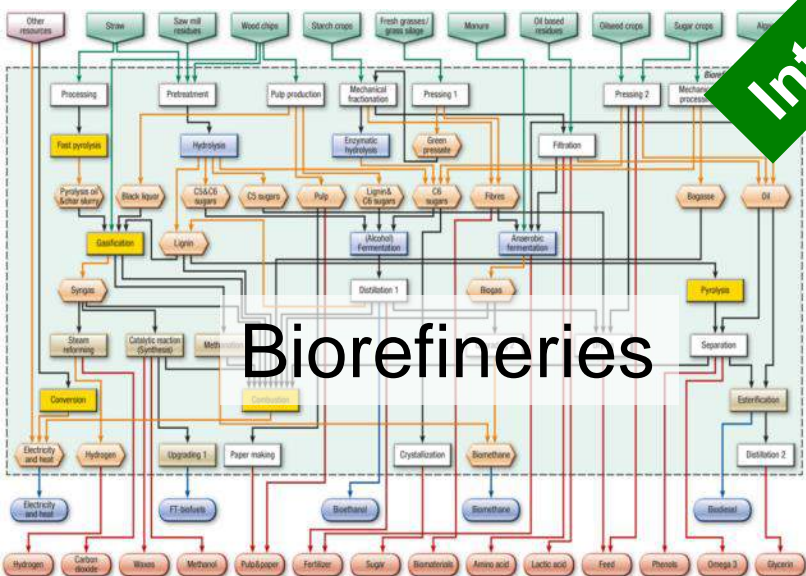 Other
resources
Straw
Saw mill
residues
Wood chips
Starch crops
Fresh grasses/
grass silage
Manure
Oil based
residues
Oilseed crops
Sugar crops
Int
Processing
Pretreatment
Pulp production
Mechanical
fractionation
Pressing 1
Pressing 2
Fast pyrolysis
Hydrolysis
Enzymatic
hydrolysis
Green
pressate
Filtration
Pyrolysis oil
&char slurry
Black liquor
C5&C6
sugars
C5 sugars
Pulp
Lignin&
C6 sugars
C6
sugars
Fibres
Bagasse
Oil
Gasification
Lignin
(Alcohol)
Fermentation
Anaerobic
fermentation
Syngas
Distillation 1
Biogas
Pyrolysis
Steam
reforming
Catalytic reaction
(Synthesis)
Separation
Biorefineries
Conversion
Combustion
Esterification
Electricity
and heat
Hydrogen
Upgrading 1
Paper making
Crystallization
Biomethane
Distillation 2
Electricity
and heat
FT-biofuels
Bioethanol
Biomethane
Biodiesel
Hydrogen
Carbon
dioxide
Waxes
Methanol
Pulp&paper
Fertilizer
Sugar
Biomaterials
Amino acid
Lactic acid
Feed
Phenols
Omega 3
Glycerin